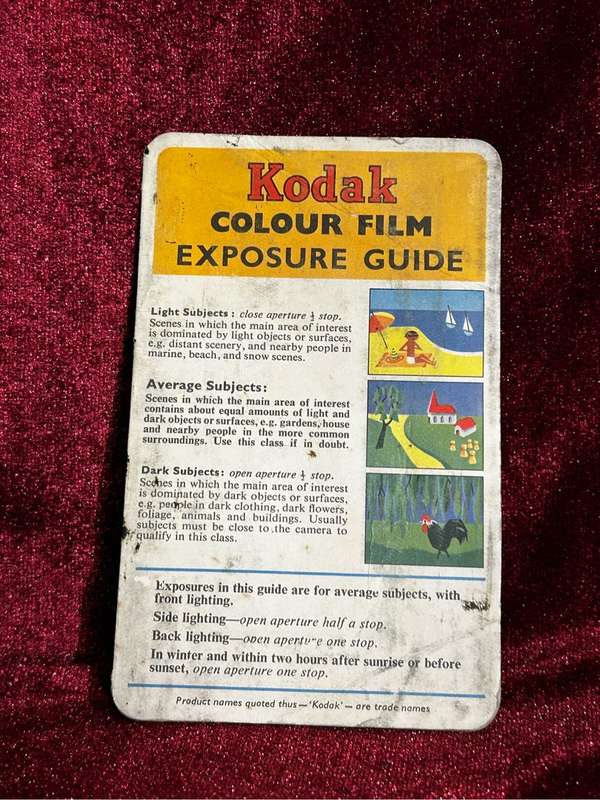 Kodak
COLOUR FILM
EXPOSURE GUIDE
Light Subjects : close aperture ½ stop.
Scenes in which the main area of interest
is dominated by light objects or surfaces,
e.g. distant scenery, and nearby people in
marine, beach, and snow scenes.
Average Subjects:
Scenes in which the main area of interest
contains about equal amounts of light and
dark objects or surfaces, e.g. gardens, house
and nearby people in the more common
surroundings. Use this class if in doubt.
Dark Subjects: open aperture ½ stop.
Scenes in which the main area of interest
is dominated by dark objects or surfaces,
e.g. people in dark clothing, dark flowers,
foliage, animals and buildings. Usually
subjects must be close to the camera to
qualify in this class.
Exposures in this guide are for average subjects, with
front lighting.
Side lighting—open aperture half a stop.
Back lighting—open aperture one stop.
In winter and within two hours after sunrise or before
sunset, open aperture one stop.
Product names quoted thus—'Kodak'—are trade names